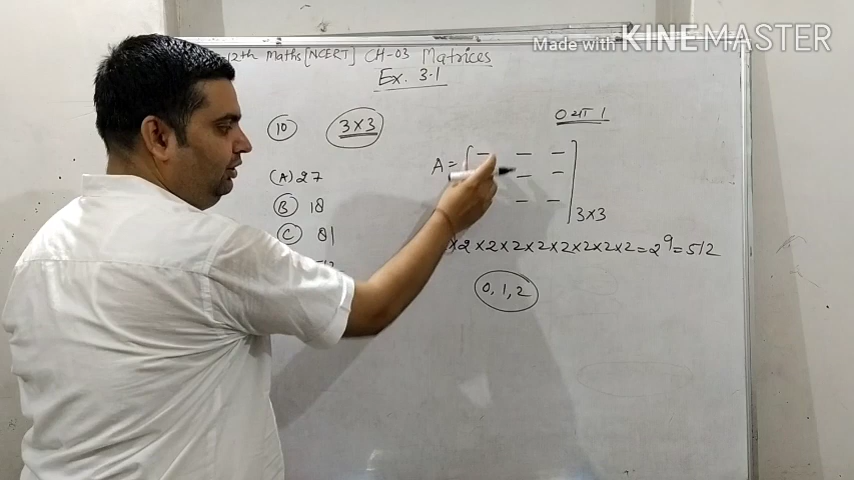 Made with KINEMASTER
12th Maths [NCERT] CH-03 Matrices
Ex. 3.1
10 3×3 0 या 1
A =
(A) 27
(B) 18
3×3
(C) 81
×2×2×2×2×2×2×2×2 = 2⁹ = 512
0, 1, 2